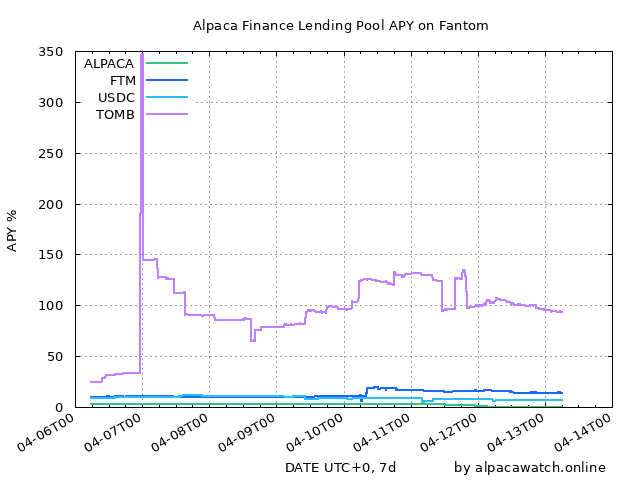 Alpaca Finance Lending Pool APY on Fantom
350
300
250
200
150
100
50
0
APY %
ALPACA
FTM
USDC
TOMB
04-06T00
04-07T00
04-08T00
04-09T00
04-10T00
04-11T00
04-12T00
04-13T00
04-14T00
DATE UTC+0, 7d
by alpacawatch.online